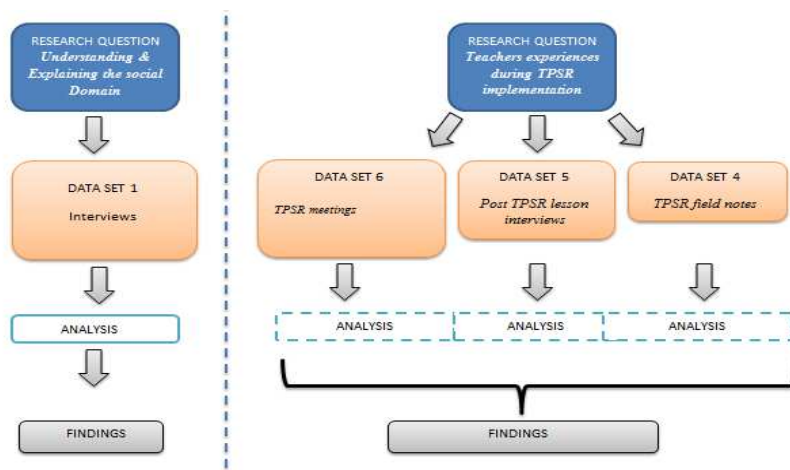 RESEARCH QUESTION
Understanding &
Explaining the social
Domain
DATA SET 1
Interviews
ANALYSIS
FINDINGS
RESEARCH QUESTION
Teachers experiences
during TPSR
implementation
DATA SET 6
TPSR meetings
DATA SET 5
Post TPSR lesson
interviews
DATA SET 4
TPSR field notes
ANALYSIS
ANALYSIS
ANALYSIS
FINDINGS